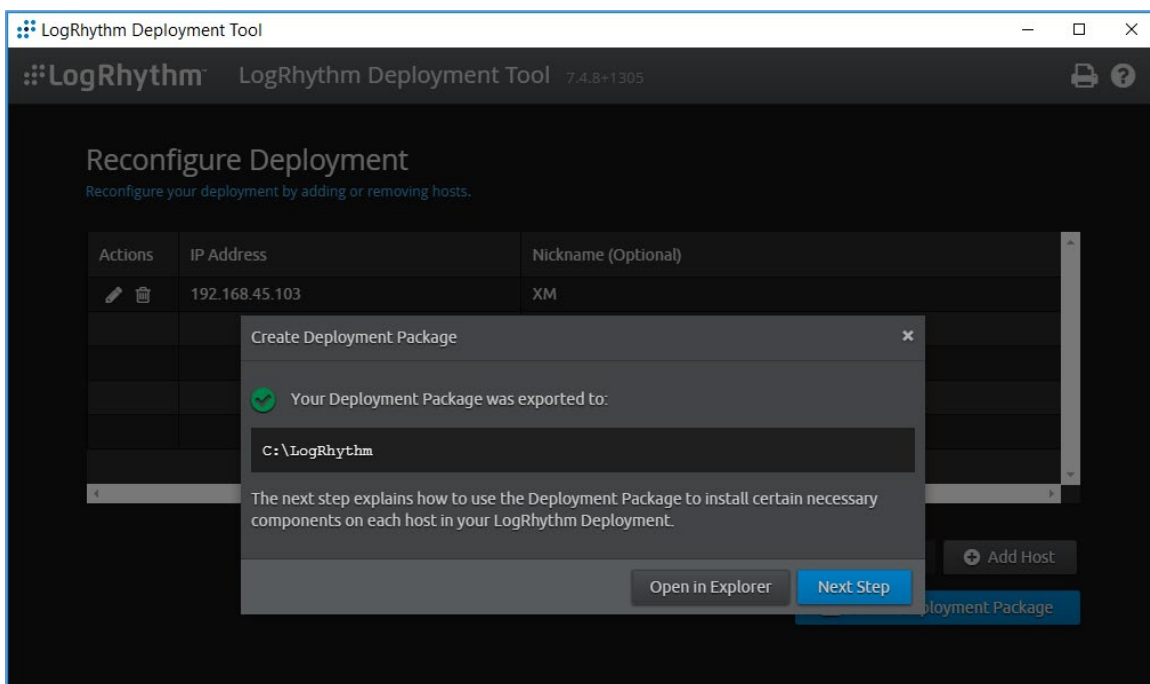 LogRhythm Deployment Tool
LogRhythm LogRhythm Deployment Tool 7.4.8+1305
Reconfigure Deployment
Reconfigure your deployment by adding or removing hosts.
Actions IP Address Nickname (Optional)
192.168.45.103 XM
Create Deployment Package
Your Deployment Package was exported to:
C:\LogRhythm
The next step explains how to use the Deployment Package to install certain necessary
components on each host in your LogRhythm Deployment.
Add Host
Open in Explorer Next Step
Package